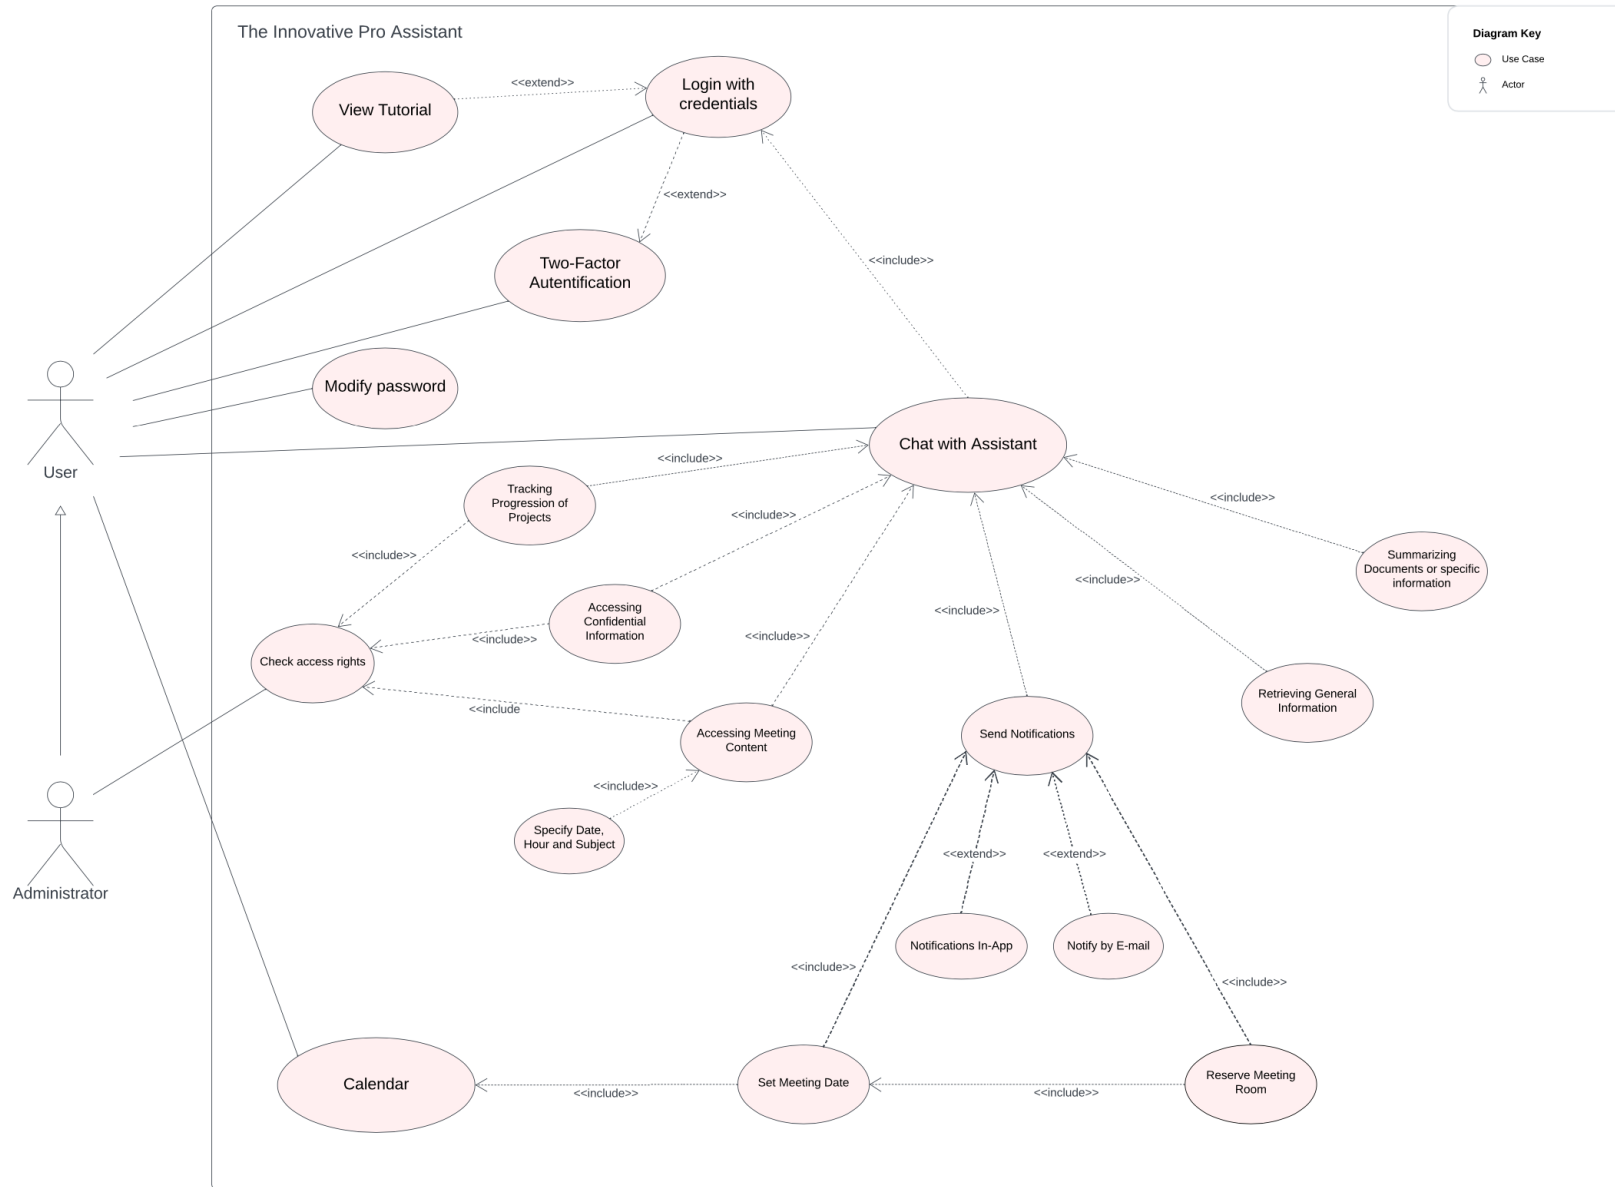 The Innovative Pro Assistant
Diagram Key
Use Case
Actor
View Tutorial
<<extend>>
Login with
credentials
<<extend>>
Two-Factor
Autentification
<<include>>
Modify password
User
Chat with Assistant
<<include>>
Tracking
Progression of
Projects
<<include>>
<<include>>
<<include>>
Summarizing
Documents or specific
information
<<include>>
<<include>>
Accessing
Confidential
Information
<<include>>
<<include>>
<<include>>
Check access rights
<<include
Accessing Meeting
Content
Send Notifications
Retrieving General
Information
<<include>>
Specify Date,
Hour and Subject
Administrator
<<extend>>
<<extend>>
Notifications In-App
Notify by E-mail
<<include>>
<<include>>
Calendar
<<include>>
Set Meeting Date
<<include>>
Reserve Meeting
Room